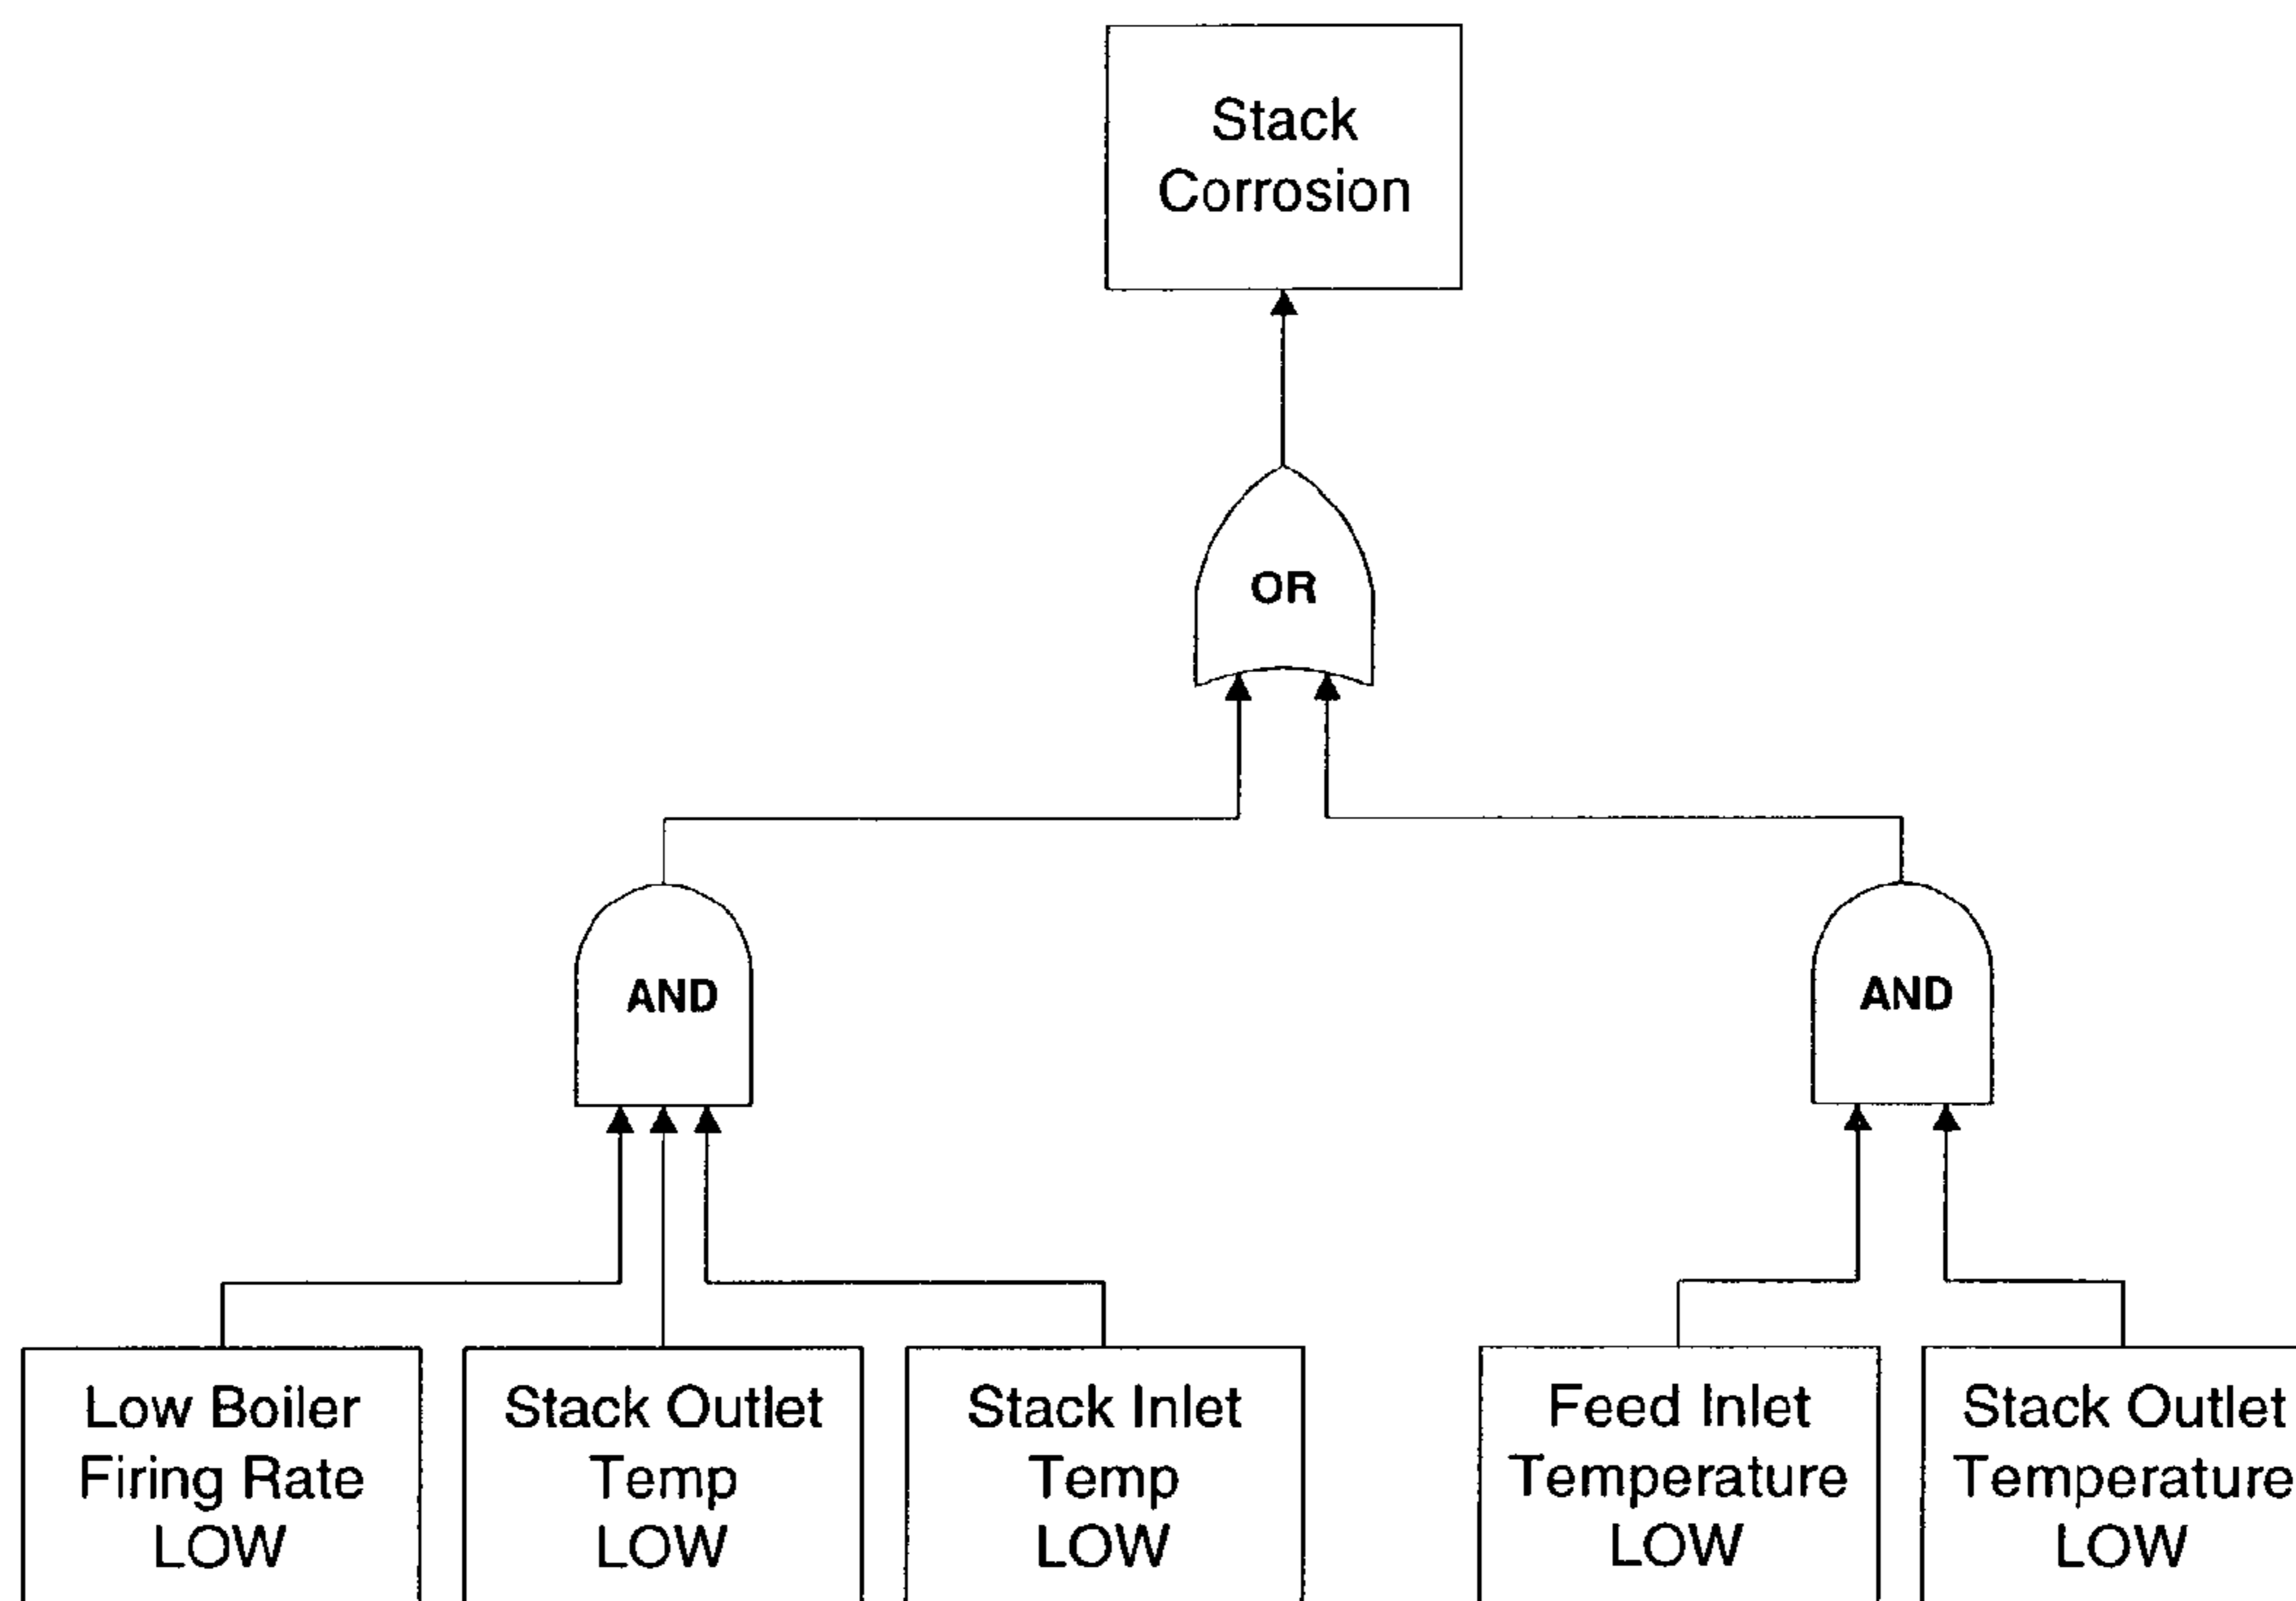 Stack
Corrosion
OR
AND
AND
Low Boiler
Firing Rate
LOW
Stack Outlet
Temp
LOW
Stack Inlet
Temp
LOW
Feed Inlet
Temperature
LOW
Stack Outlet
Temperature
LOW